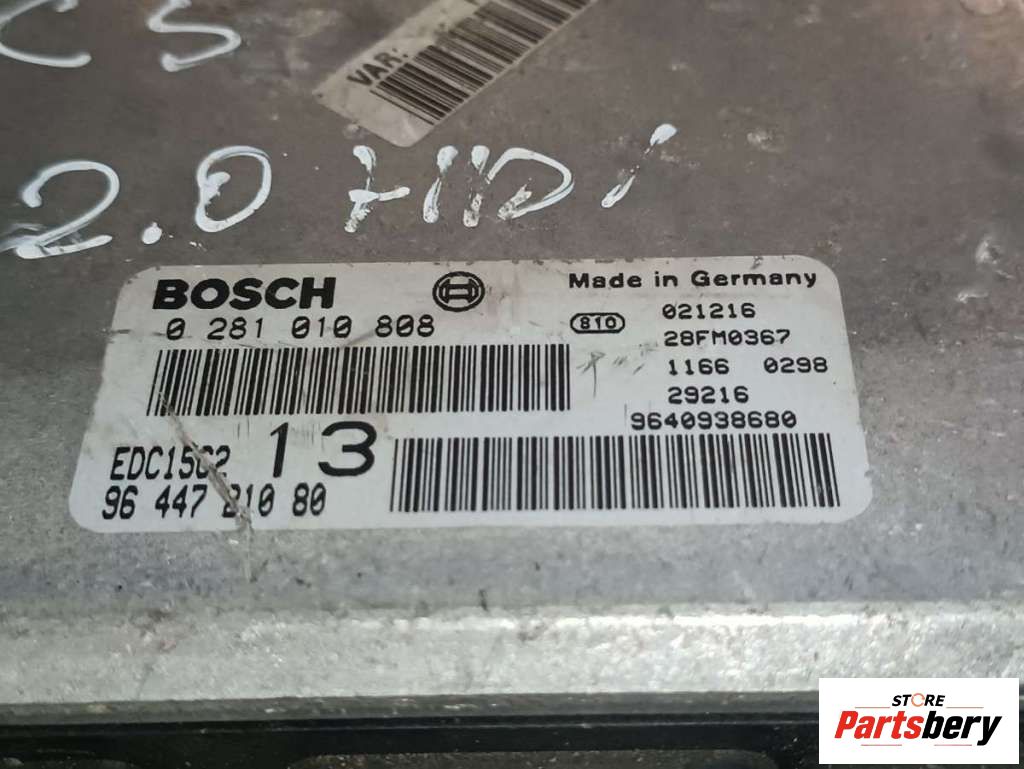 C5
VAR:
2.0 HDi
BOSCH
Made in Germany
0 281 010 808
810
021216
28FM0367
1166 0298
29216
9640938680
EDC15C2 13
96 447 210 80
STORE
Partsbery